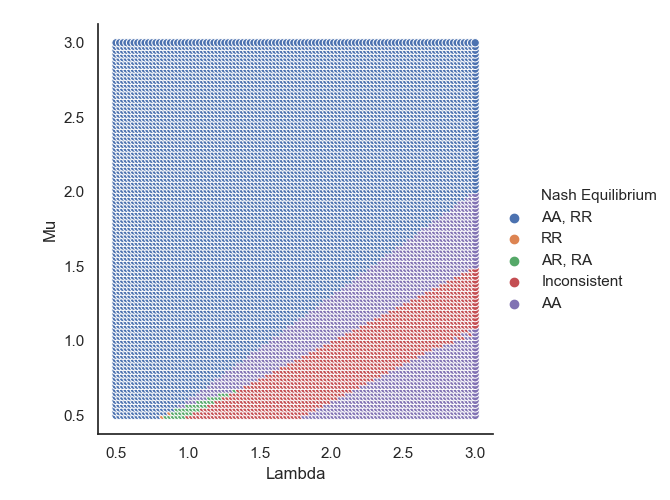 3.0
2.5
2.0
1.5
1.0
0.5
Mu
0.5 1.0 1.5 2.0 2.5 3.0
Lambda
Nash Equilibrium
AA, RR
RR
AR, RA
Inconsistent
AA